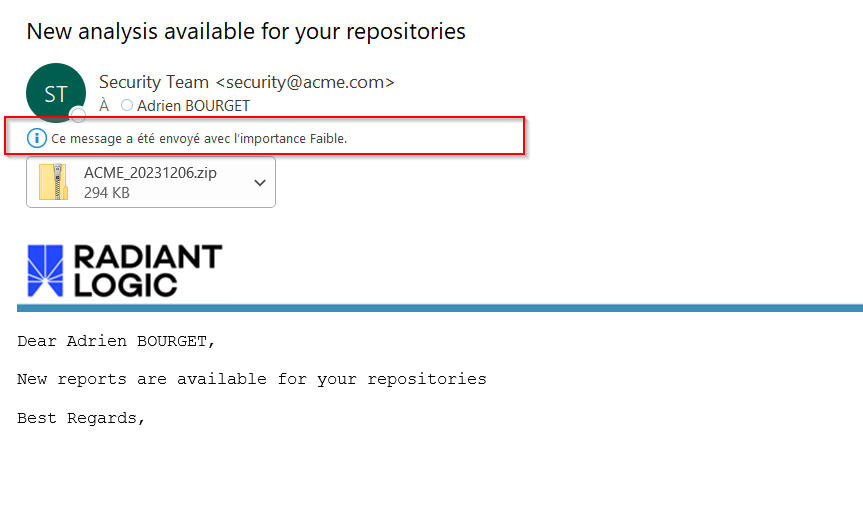 New analysis available for your repositories
ST
Security Team <security@acme.com>
À Adrien BOURGET
Ce message a été envoyé avec l'importance Faible.
ACME_20231206.zip
294 KB
RADIANT
LOGIC
Dear Adrien BOURGET,
New reports are available for your repositories
Best Regards,